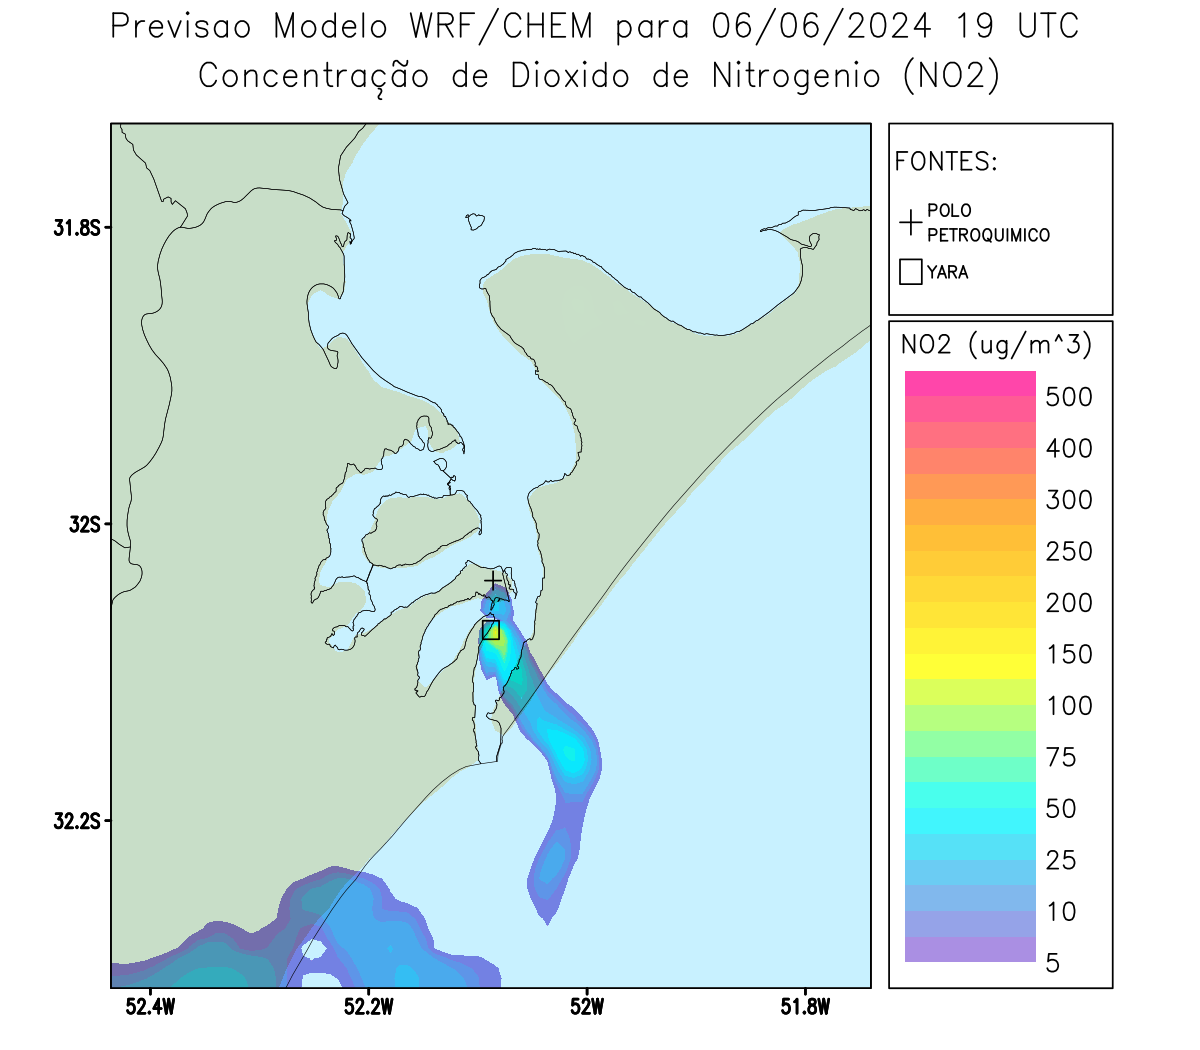 Previsao Modelo WRF/CHEM para 06/06/2024 19 UTC
Concentração de Dioxido de Nitrogenio (NO2)
FONTES:
POLO
PETROQUIMICO
YARA
31.8S
32S
32.2S
52.4W
52.2W
52W
51.8W
NO2 (ug/m^3)
500
400
300
250
200
150
100
75
50
25
10
5